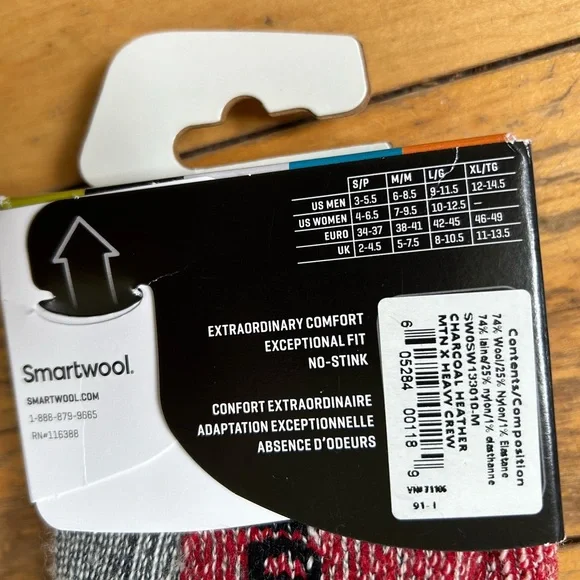 S/P M/M L/G XL/TG
US MEN 3-5.5 6-8.5 9-11.5 12-14.5
US WOMEN 4-6.5 7-9.5 10-12.5 –
EURO 34-37 38-41 42-45 46-49
UK 2-4.5 5-7.5 8-10.5 11-13.5
EXTRAORDINARY COMFORT
EXCEPTIONAL FIT
NO-STINK
CONFORT EXTRAORDINAIRE
ADAPTATION EXCEPTIONNELLE
ABSENCE D'ODEURS
Smartwool.
SMARTWOOL.COM
1-886-879-9665
RN#116388
Contents/Composition
74% Wool/25% Nylon/1% Elastane
74% laine/25% nylon/1% élasthanne
SW0SW133010-M
CHARCOAL HEATHER
MTN X HEAVY CREW
6 05284 00118 9
VN#71106
91-1